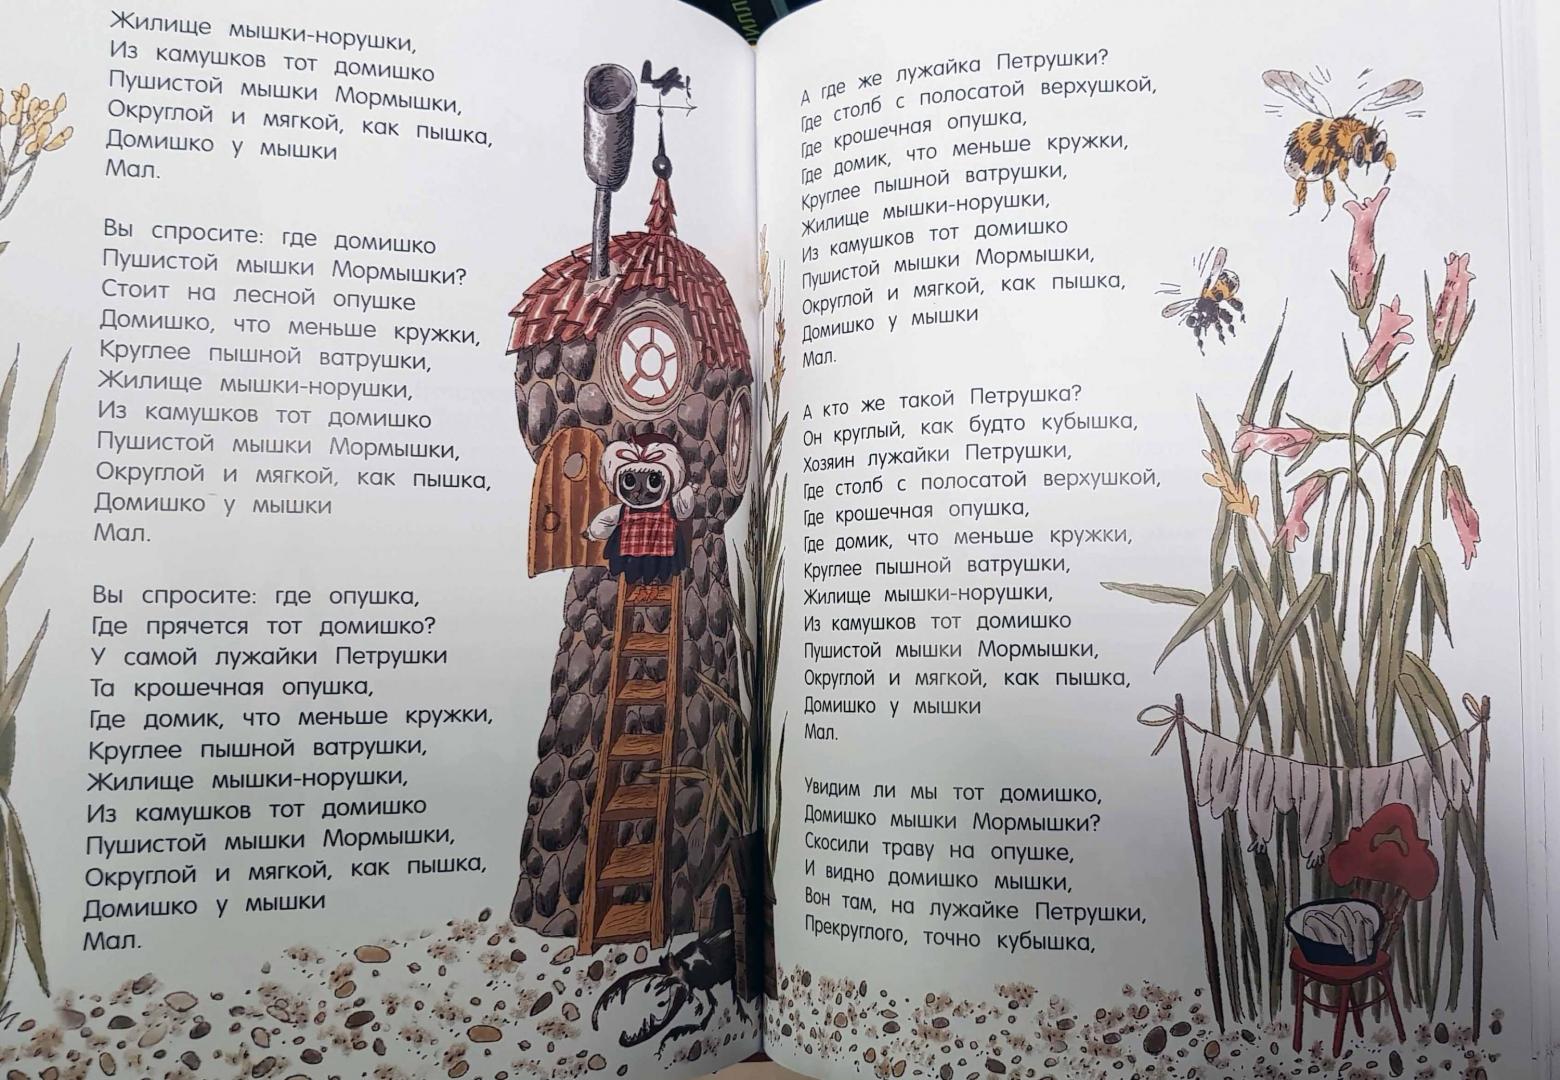 Жилище мышки-норушки,
Из камушков тот домишко
Пушистой мышки Мормышки,
Округлой и мягкой, как пышка,
Домишко у мышки
Мал.
Вы спросите: где домишко
Пушистой мышки Мормышки?
Стоит на лесной опушке
Домишко, что меньше кружки,
Круглее пышной ватрушки,
Жилище мышки-норушки,
Из камушков тот домишко
Пушистой мышки Мормышки,
Округлой и мягкой, как пышка,
Домишко у мышки
Мал.
Вы спросите: где опушка,
Где прячется тот домишко?
У самой лужайки Петрушки
Та крошечная опушка,
Где домик, что меньше кружки,
Круглее пышной ватрушки,
Жилище мышки-норушки,
Из камушков тот домишко
Пушистой мышки Мормышки,
Округлой и мягкой, как пышка,
Домишко у мышки
Мал.
А где же лужайка Петрушки?
Где столб с полосатой верхушкой,
Где крошечная опушка,
Где домик, что меньше кружки,
Круглее пышной ватрушки,
Жилище мышки-норушки,
Из камушков тот домишко
Пушистой мышки Мормышки,
Округлой и мягкой, как пышка,
Домишко у мышки
Мал.
А кто же такой Петрушка?
Он круглый, как будто кубышка,
Хозяин лужайки Петрушки,
Где столб с полосатой верхушкой,
Где крошечная опушка,
Где домик, что меньше кружки,
Круглее пышной ватрушки,
Жилище мышки-норушки,
Из камушков тот домишко
Пушистой мышки Мормышки,
Округлой и мягкой, как пышка,
Домишко у мышки
Мал.
Увидим ли мы тот домишко,
Домишко мышки Мормышки?
Скосили траву на опушке,
И видно домишко мышки,
Вон там, на лужайке Петрушки,
Прекруглого, точно кубышка,